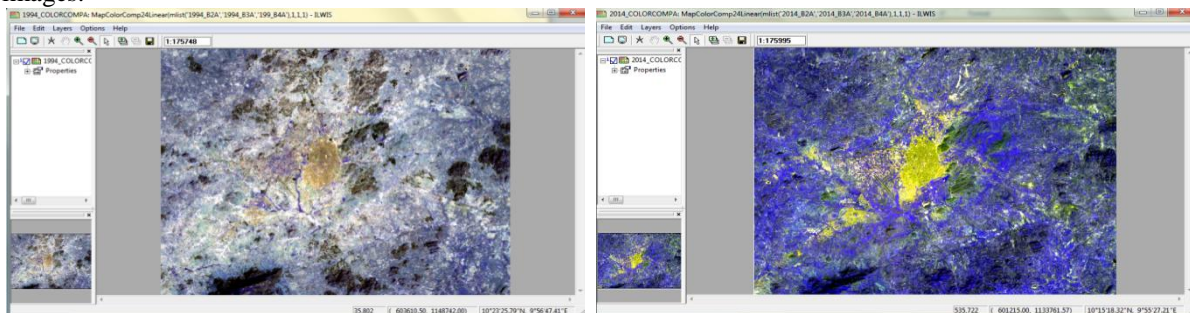 images.
1994_COLORCOMPA: MapColorComp24Linear(mlist('1994_B2A','1994_B3A','199_B4A'),1,1,1) - ILWIS
File Edit Layers Options Help
1:175748
1994_COLORCC
Properties
35,802 ( 603610.50, 1148742.00) 10°23'25.79"N, 9°56'47.41"E
2014_COLORCOMPA: MapColorComp24Linear(mlist('2014_B2A','2014_B3A','2014_B4A'),1,1,1) - ILWIS
File Edit Layers Options Help
1:175995
2014_COLORC
Properties
535,722 ( 601215.00, 1133761.57) 10°15'18.32"N, 9°55'27.21"E